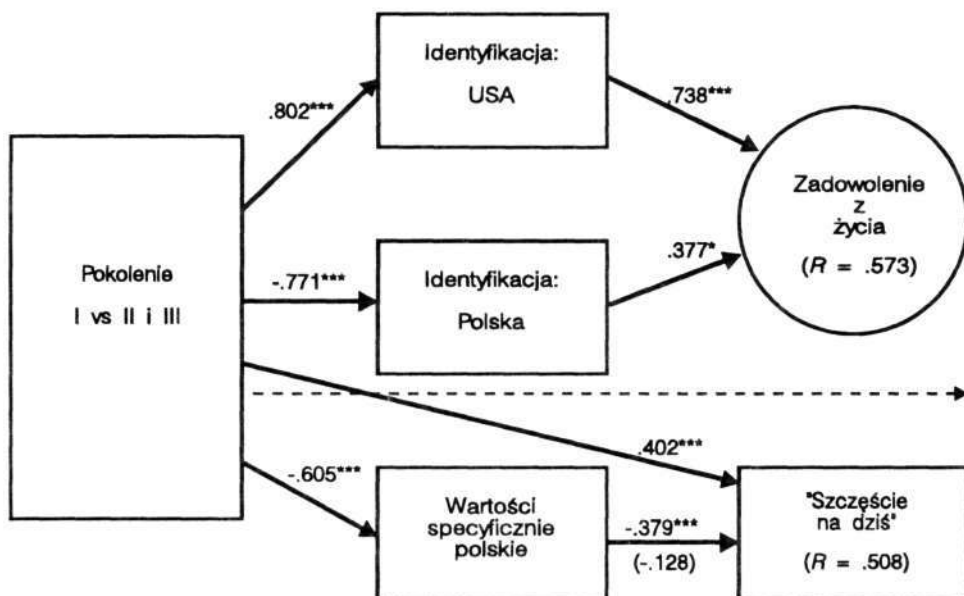 Identyfikacja:
USA
.802***
.738***
Zadowolenie
z
życia
(R = .573)
Pokolenie
I vs II i III
-.771***
Identyfikacja:
Polska
.377*
.402***
-.605***
Wartości
specyficznie
polskie
-.379***
(-.128)
"Szczęście
na dziś"
(R = .508)